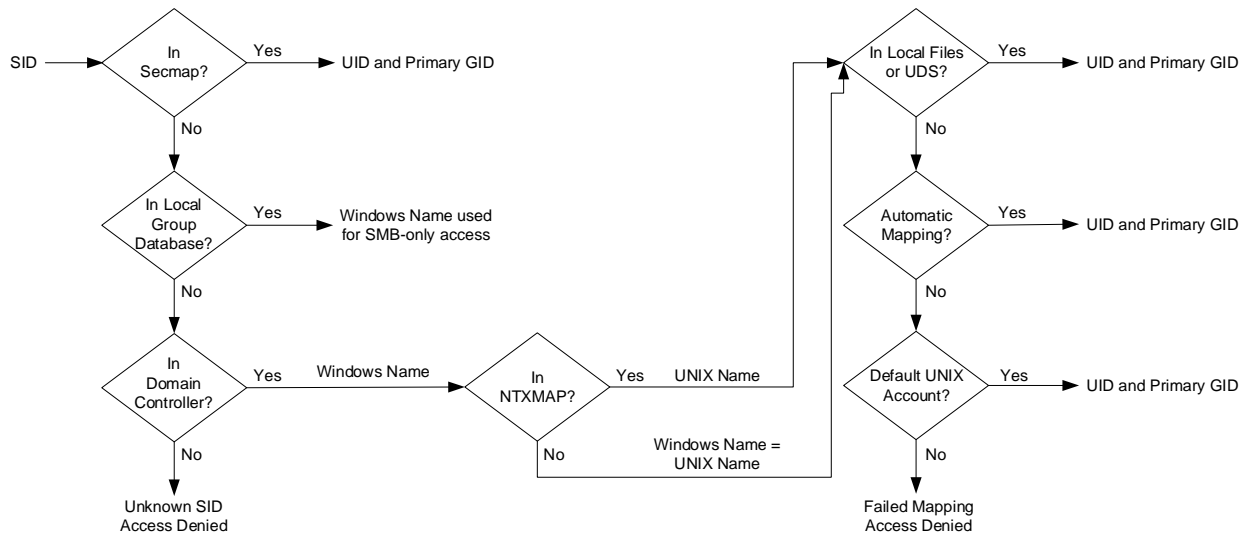 SID
In
Secmap?
Yes
UID and Primary GID
No
In Local
Group
Database?
Yes
Windows Name used
for SMB-only access
No
In
Domain
Controller?
Yes
Windows Name
No
Unknown SID
Access Denied
In
NTXMAP?
Yes
UNIX Name
No
Windows Name =
UNIX Name
In Local Files
or UDS?
Yes
UID and Primary GID
No
Automatic
Mapping?
Yes
UID and Primary GID
No
Default UNIX
Account?
Yes
UID and Primary GID
No
Failed Mapping
Access Denied